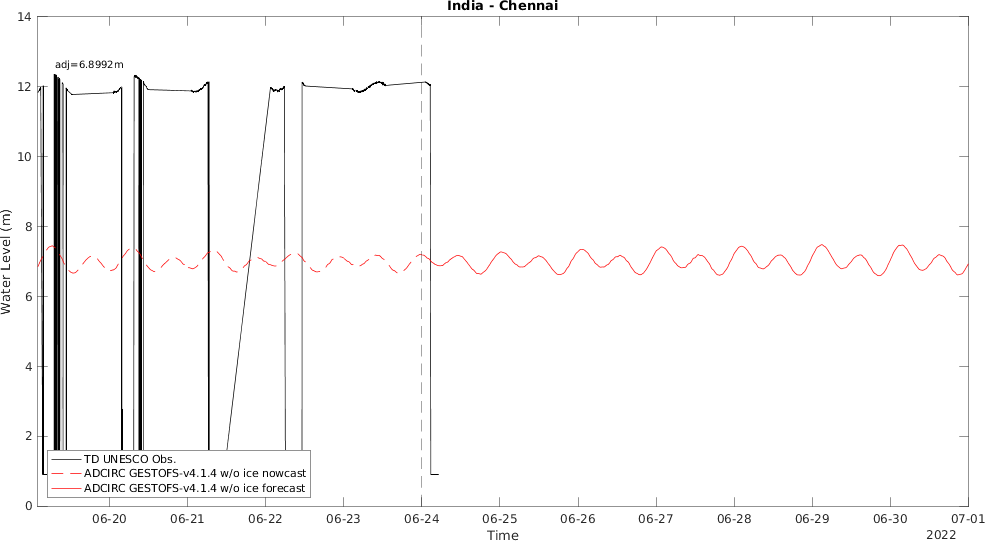 India - Chennai
adj=6.8992m
14
12
10
8
6
4
2
0
Water Level (m)
TD UNESCO Obs.
ADCIRC GESTOFS-v4.1.4 w/o ice nowcast
ADCIRC GESTOFS-v4.1.4 w/o ice forecast
06-20 06-21 06-22 06-23 06-24 06-25 06-26 06-27 06-28 06-29 06-30 07-01
Time
2022